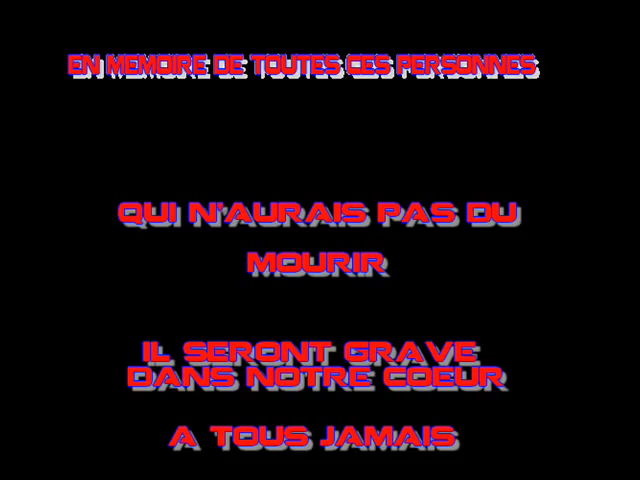 EN MEMOIRE DE TOUTES CES PERSONNES
QUI N'AURAIS PAS DU
MOURIR
IL SERONT GRAVE
DANS NOTRE COEUR
A TOUS JAMAIS